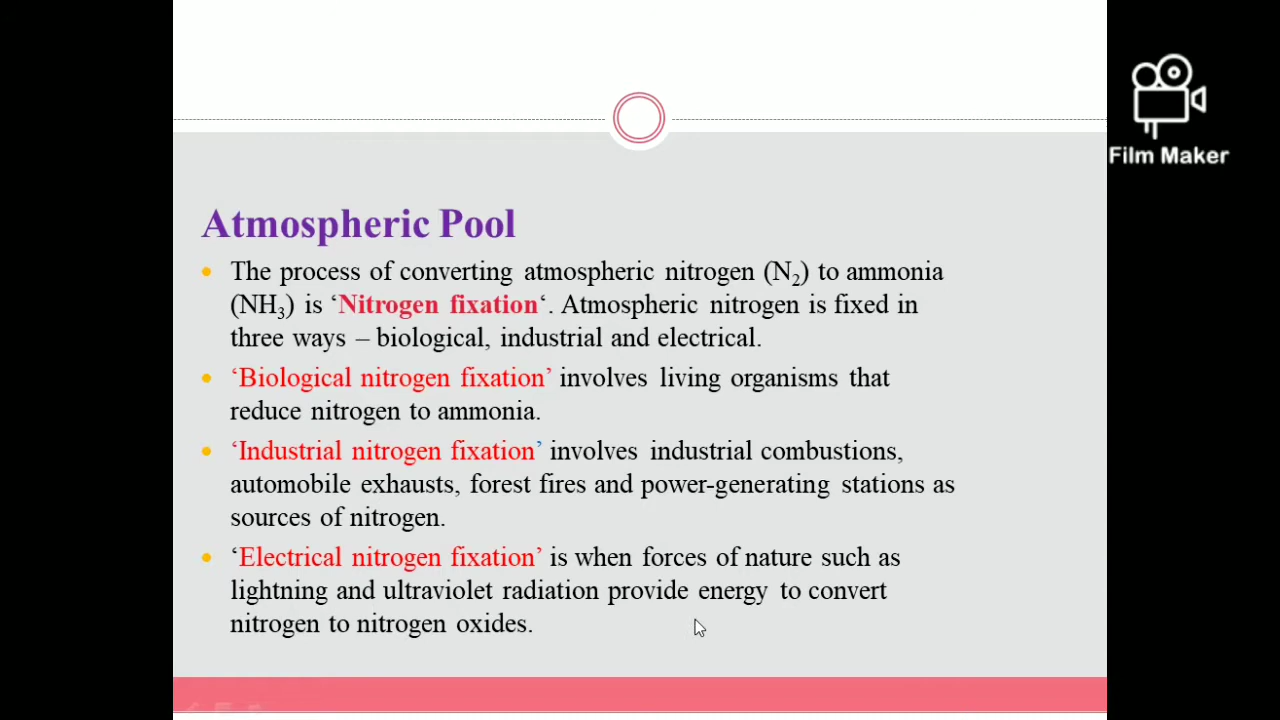 Film Maker
Atmospheric Pool
• The process of converting atmospheric nitrogen (N₂) to ammonia
(NH₃) is ‘Nitrogen fixation‘. Atmospheric nitrogen is fixed in
three ways – biological, industrial and electrical.
• ‘Biological nitrogen fixation’ involves living organisms that
reduce nitrogen to ammonia.
• ‘Industrial nitrogen fixation’ involves industrial combustions,
automobile exhausts, forest fires and power-generating stations as
sources of nitrogen.
• ‘Electrical nitrogen fixation’ is when forces of nature such as
lightning and ultraviolet radiation provide energy to convert
nitrogen to nitrogen oxides.